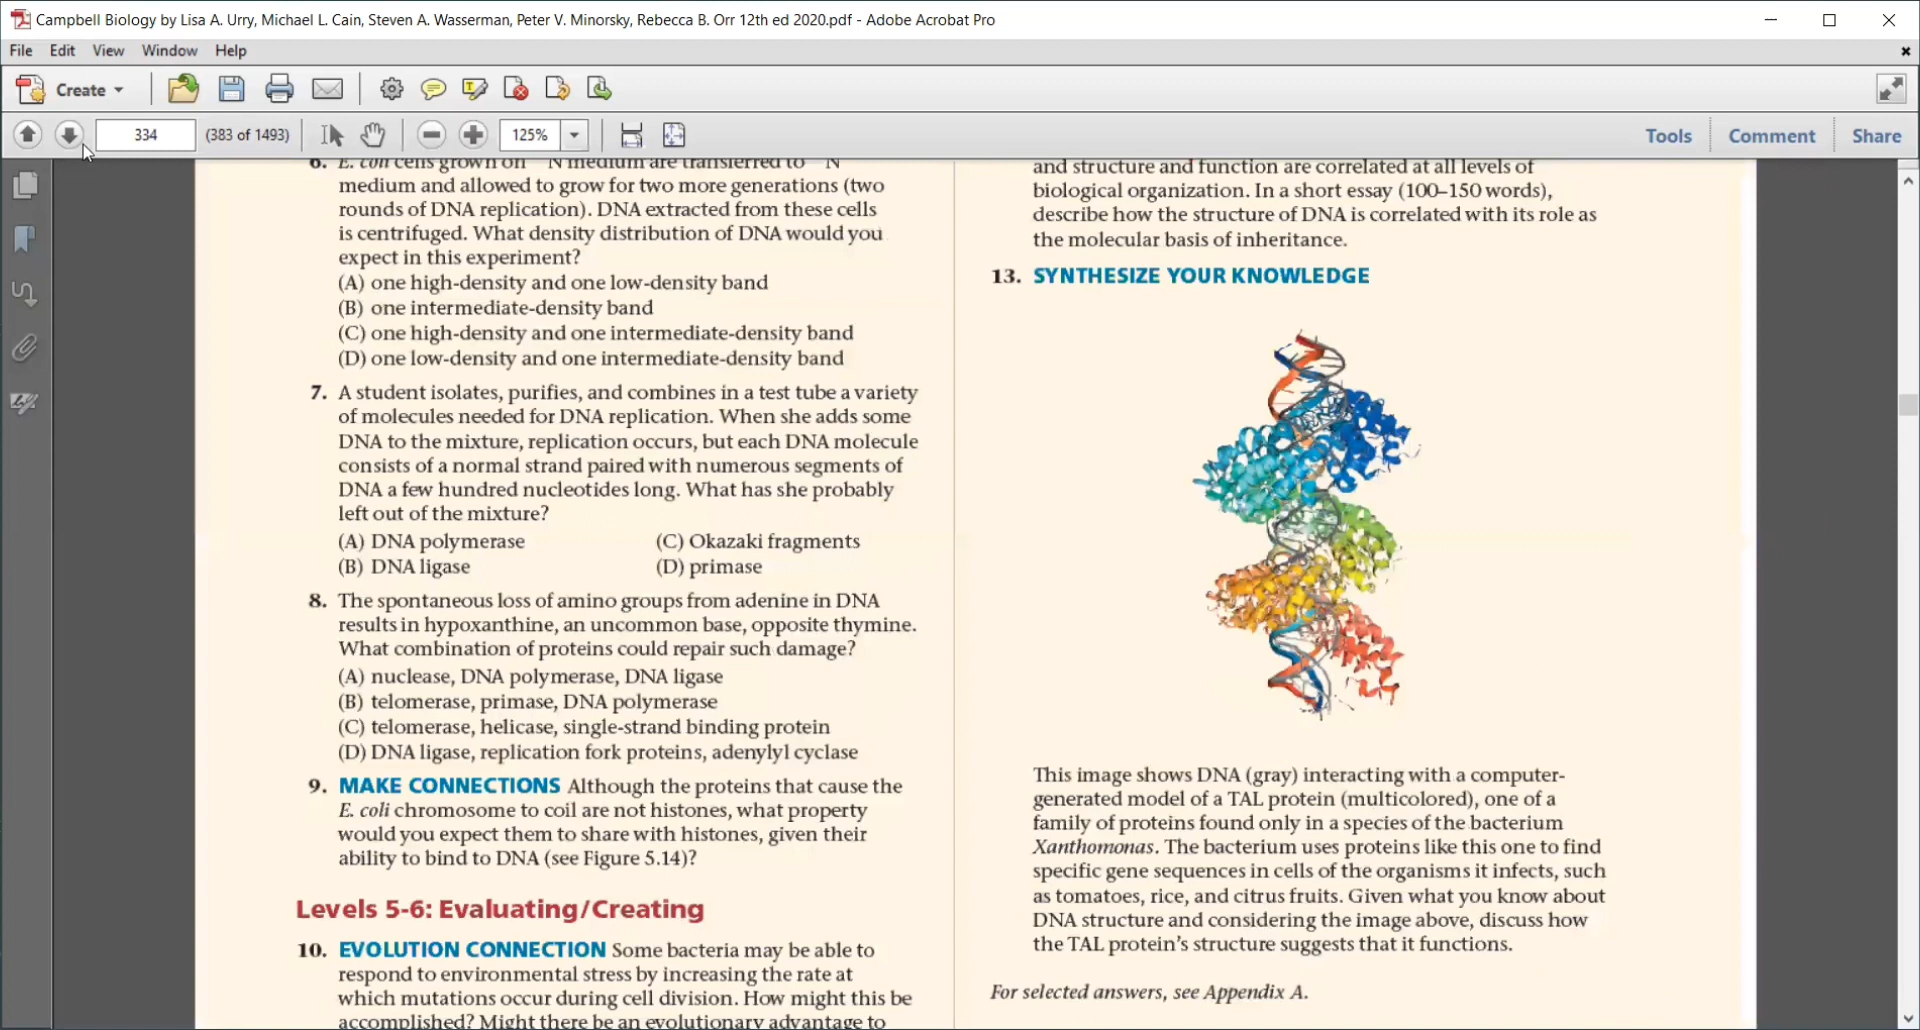 Campbell Biology by Lisa A. Urry, Michael L. Cain, Steven A. Wasserman, Peter V. Minorsky, Rebecca B. Orr 12th ed 2020.pdf - Adobe Acrobat Pro
File Edit View Window Help
Create
334 (383 of 1493) 125% Tools Comment Share
6. E. coli cells grown on N medium are transferred to N
medium and allowed to grow for two more generations (two
rounds of DNA replication). DNA extracted from these cells
is centrifuged. What density distribution of DNA would you
expect in this experiment?
(A) one high-density and one low-density band
(B) one intermediate-density band
(C) one high-density and one intermediate-density band
(D) one low-density and one intermediate-density band
7. A student isolates, purifies, and combines in a test tube a variety
of molecules needed for DNA replication. When she adds some
DNA to the mixture, replication occurs, but each DNA molecule
consists of a normal strand paired with numerous segments of
DNA a few hundred nucleotides long. What has she probably
left out of the mixture?
(A) DNA polymerase (C) Okazaki fragments
(B) DNA ligase (D) primase
8. The spontaneous loss of amino groups from adenine in DNA
results in hypoxanthine, an uncommon base, opposite thymine.
What combination of proteins could repair such damage?
(A) nuclease, DNA polymerase, DNA ligase
(B) telomerase, primase, DNA polymerase
(C) telomerase, helicase, single-strand binding protein
(D) DNA ligase, replication fork proteins, adenylyl cyclase
9. MAKE CONNECTIONS Although the proteins that cause the
E. coli chromosome to coil are not histones, what property
would you expect them to share with histones, given their
ability to bind to DNA (see Figure 5.14)?
Levels 5-6: Evaluating/Creating
10. EVOLUTION CONNECTION Some bacteria may be able to
respond to environmental stress by increasing the rate at
which mutations occur during cell division. How might this be
accomplished? Might there be an evolutionary advantage to
and structure and function are correlated at all levels of
biological organization. In a short essay (100–150 words),
describe how the structure of DNA is correlated with its role as
the molecular basis of inheritance.
13. SYNTHESIZE YOUR KNOWLEDGE
This image shows DNA (gray) interacting with a computer-
generated model of a TAL protein (multicolored), one of a
family of proteins found only in a species of the bacterium
Xanthomonas. The bacterium uses proteins like this one to find
specific gene sequences in cells of the organisms it infects, such
as tomatoes, rice, and citrus fruits. Given what you know about
DNA structure and considering the image above, discuss how
the TAL protein's structure suggests that it functions.
For selected answers, see Appendix A.